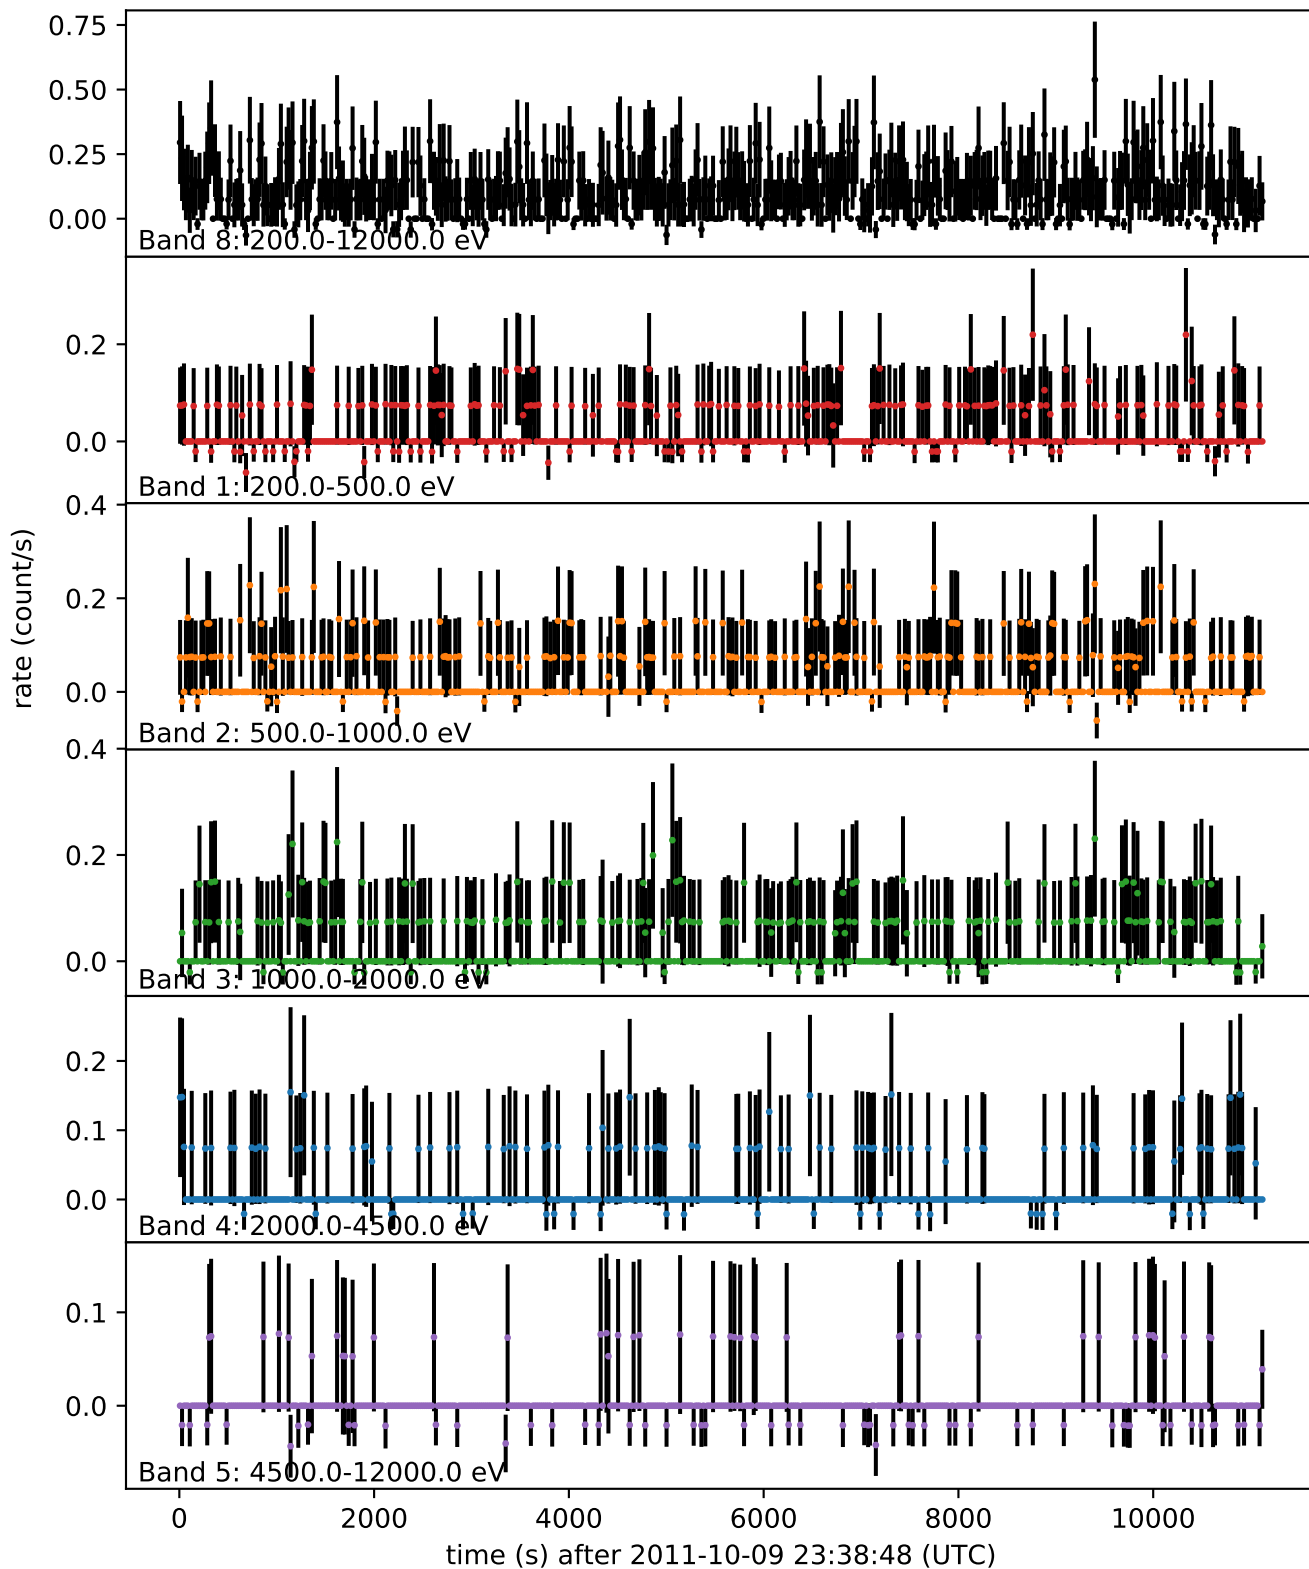 0.75
0.50
0.25
0.00
Band 8: 200.0-12000.0 eV
0.2
0.0
Band 1: 200.0-500.0 eV
0.4
0.2
0.0
Band 2: 500.0-1000.0 eV
rate (count/s)
0.4
0.2
0.0
Band 3: 1000.0-2000.0 eV
0.2
0.1
0.0
Band 4: 2000.0-4500.0 eV
0.1
0.0
Band 5: 4500.0-12000.0 eV
0 2000 4000 6000 8000 10000
time (s) after 2011-10-09 23:38:48 (UTC)